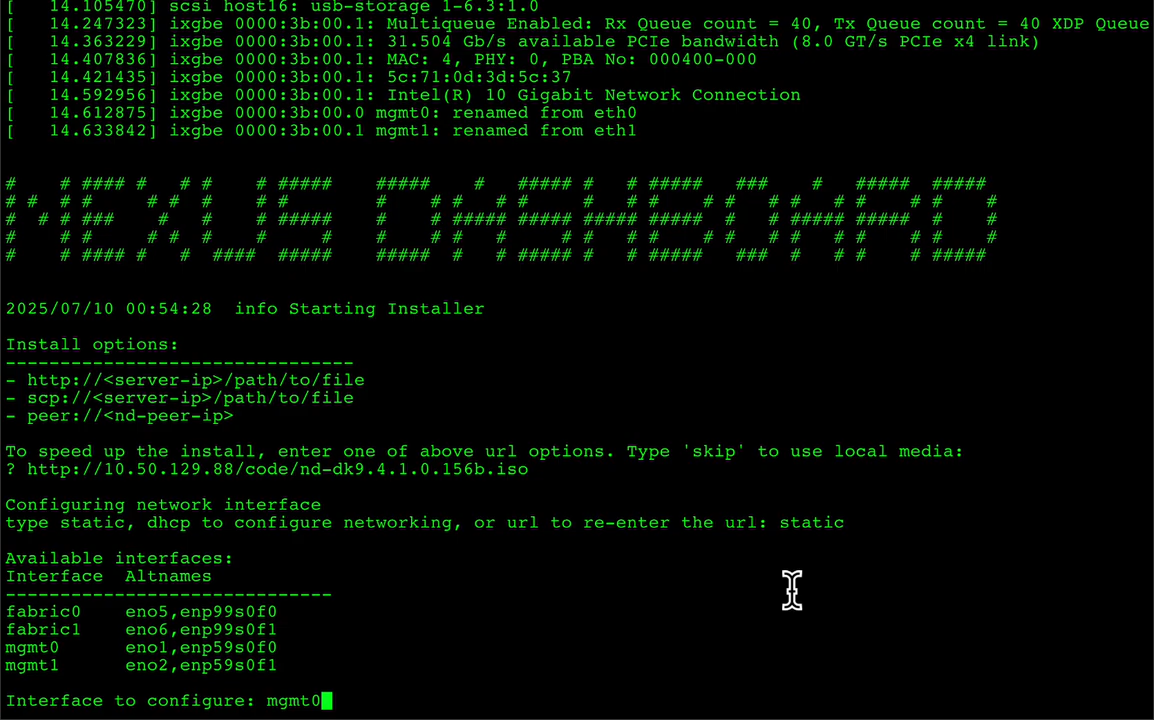 [   14.105470] scsi host16: usb-storage 1-6.3:1.0
[   14.247323] ixgbe 0000:3b:00.1: Multiqueue Enabled: Rx Queue count = 40, Tx Queue count = 40 XDP Queue
[   14.363229] ixgbe 0000:3b:00.1: 31.504 Gb/s available PCIe bandwidth (8.0 GT/s PCIe x4 link)
[   14.407836] ixgbe 0000:3b:00.1: MAC: 4, PHY: 0, PBA No: 000400-000
[   14.421435] ixgbe 0000:3b:00.1: 5c:71:0d:3d:5c:37
[   14.592956] ixgbe 0000:3b:00.1: Intel(R) 10 Gigabit Network Connection
[   14.612875] ixgbe 0000:3b:00.0 mgmt0: renamed from eth0
[   14.633842] ixgbe 0000:3b:00.1 mgmt1: renamed from eth1
NEXUS DASHBOARD
2025/07/10 00:54:28  info Starting Installer
Install options:
--------------------------------
- http://<server-ip>/path/to/file
- scp://<server-ip>/path/to/file
- peer://<nd-peer-ip>
To speed up the install, enter one of above url options. Type 'skip' to use local media:
? http://10.50.129.88/code/nd-dk9.4.1.0.156b.iso
Configuring network interface
type static, dhcp to configure networking, or url to re-enter the url: static
Available interfaces:
Interface  Altnames
------------------------------
fabric0    eno5,enp99s0f0
fabric1    eno6,enp99s0f1
mgmt0      eno1,enp59s0f0
mgmt1      eno2,enp59s0f1
Interface to configure: mgmt0